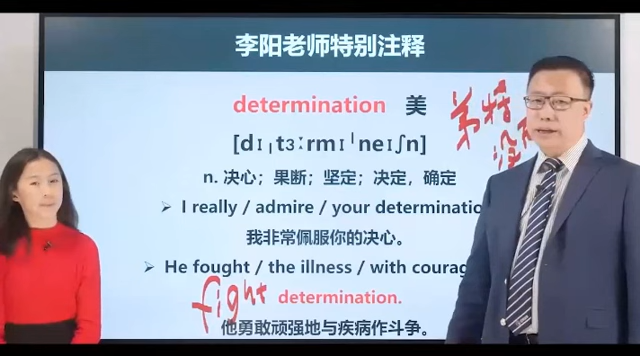 李阳老师特别注释
determination 美
[dɪˌtɜːrmɪˈneɪʃn]
n. 决心；果断；坚定；决定，确定
➢ I really / admire / your determinatio
我非常佩服你的决心。
➢ He fought / the illness / with courag
fight determination.
他勇敢顽强地与疾病作斗争。